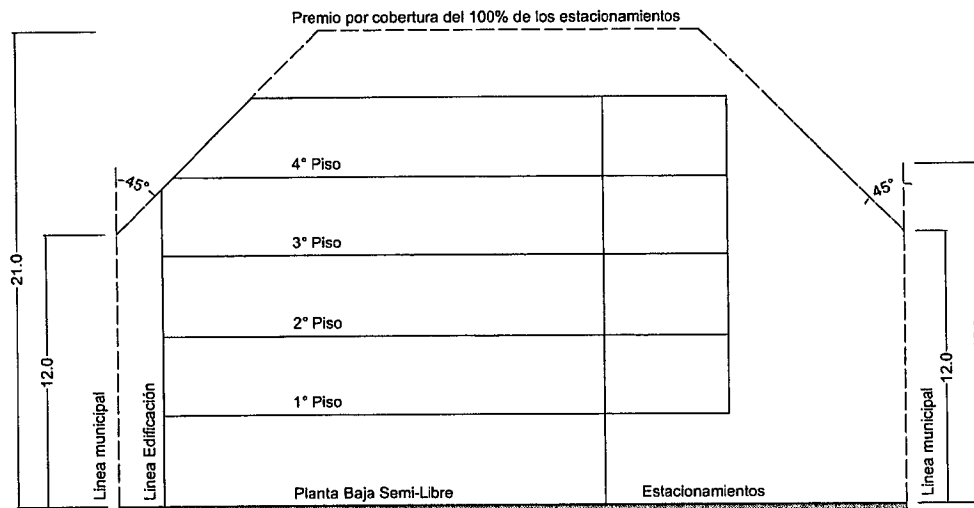 Premio por cobertura del 100% de los estacionamientos
45°
45°
4° Piso
3° Piso
2° Piso
1° Piso
21.0
12.0
12.0
Línea municipal
Línea Edificación
Línea municipal
Planta Baja Semi-Libre
Estacionamientos